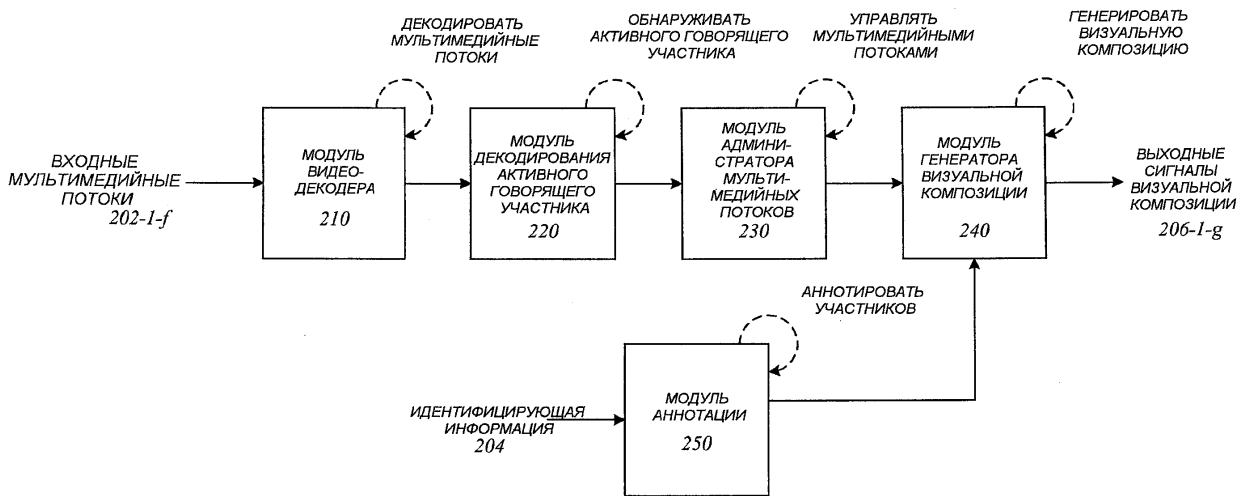 ДЕКОДИРОВАТЬ
МУЛЬТИМЕДИЙНЫЕ
ПОТОКИ
ОБНАРУЖИВАТЬ
АКТИВНОГО ГОВОРЯЩЕГО
УЧАСТНИКА
УПРАВЛЯТЬ
МУЛЬТИМЕДИЙНЫМИ
ПОТОКАМИ
ГЕНЕРИРОВАТЬ
ВИЗУАЛЬНУЮ
КОМПОЗИЦИЮ
ВХОДНЫЕ
МУЛЬТИМЕДИЙНЫЕ
ПОТОКИ
202-1-f
МОДУЛЬ
ВИДЕО-
ДЕКОДЕРА
210
МОДУЛЬ
ДЕКОДИРОВАНИЯ
АКТИВНОГО
ГОВОРЯЩЕГО
УЧАСТНИКА
220
МОДУЛЬ
АДМИНИ-
СТРАТОРА
МУЛЬТИ-
МЕДИЙНЫХ
ПОТОКОВ
230
МОДУЛЬ
ГЕНЕРАТОРА
ВИЗУАЛЬНОЙ
КОМПОЗИЦИИ
240
ВЫХОДНЫЕ
СИГНАЛЫ
ВИЗУАЛЬНОЙ
КОМПОЗИЦИИ
206-1-g
АННОТИРОВАТЬ
УЧАСТНИКОВ
ИДЕНТИФИЦИРУЮЩАЯ
ИНФОРМАЦИЯ
204
МОДУЛЬ
АННОТАЦИИ
250